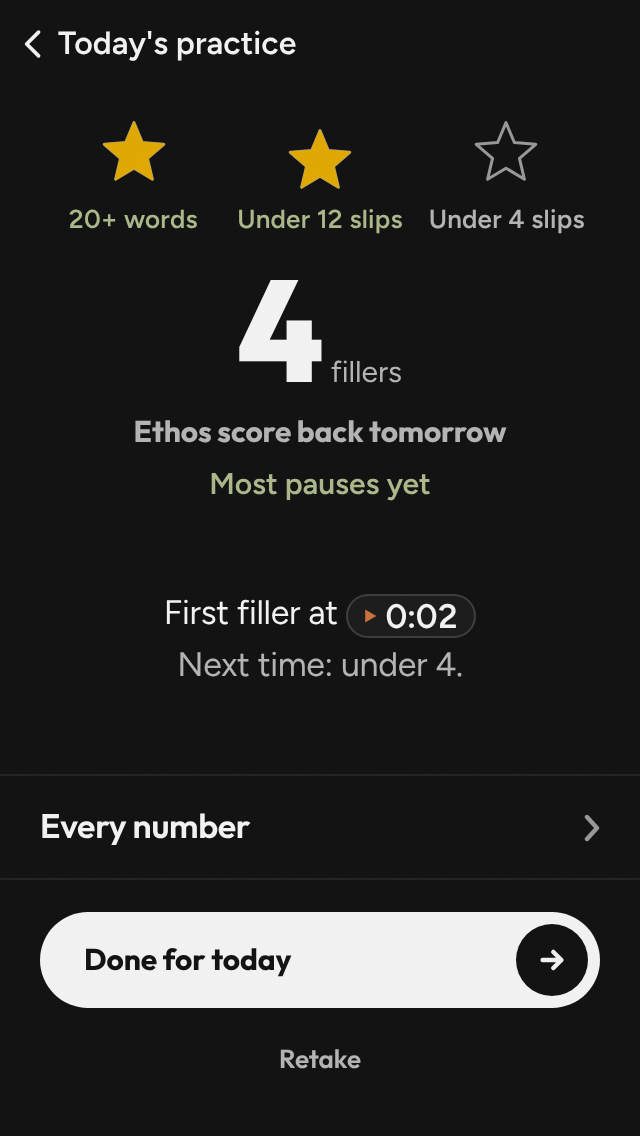 Today's practice
20+ words
Under 12 slips
Under 4 slips
4 fillers
Ethos score back tomorrow
Most pauses yet
First filler at 0:02
Next time: under 4.
Every number
Done for today
Retake